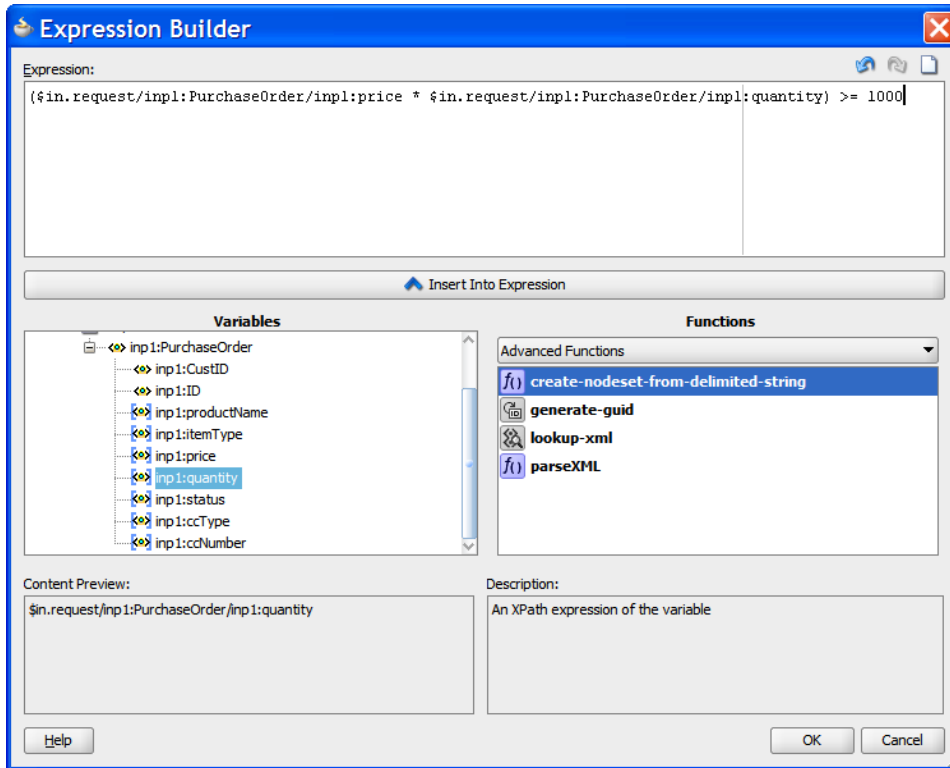 Expression Builder
Expression:
($in.request/inp1:PurchaseOrder/inp1:price * $in.request/inp1:PurchaseOrder/inp1:quantity) >= 1000
Insert Into Expression
Variables
inp1:PurchaseOrder
inp1:CustID
inp1:ID
inp1:productName
inp1:itemType
inp1:price
inp1:quantity
inp1:status
inp1:ccType
inp1:ccNumber
Functions
Advanced Functions
f() create-nodeset-from-delimited-string
generate-guid
lookup-xml
f() parseXML
Content Preview:
$in.request/inp1:PurchaseOrder/inp1:quantity
Description:
An XPath expression of the variable
Help
OK
Cancel